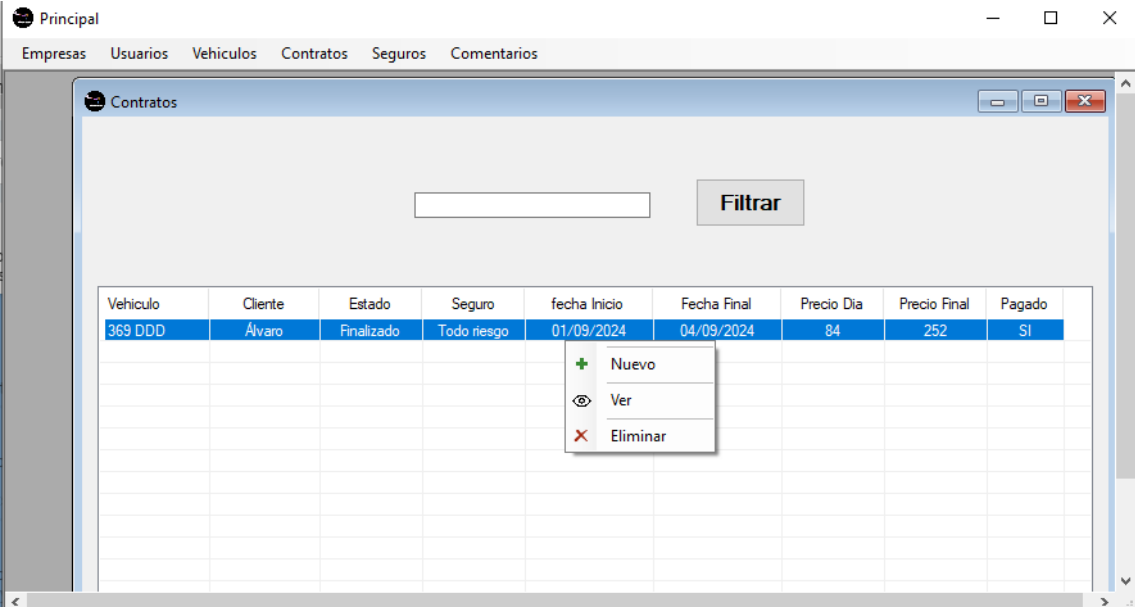 Principal
Empresas Usuarios Vehiculos Contratos Seguros Comentarios
Contratos
Filtrar
Vehiculo Cliente Estado Seguro fecha Inicio Fecha Final Precio Dia Precio Final Pagado
369 DDD Álvaro Finalizado Todo riesgo 01/09/2024 04/09/2024 84 252 SI
Nuevo
Ver
Eliminar